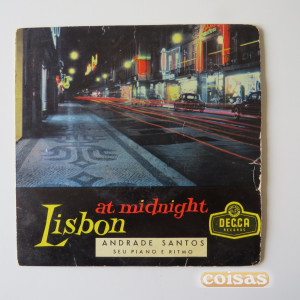 at midnight
Lisbon
ANDRADE SANTOS
SEU PIANO E RITMO
DECCA
RECORDS
coisas